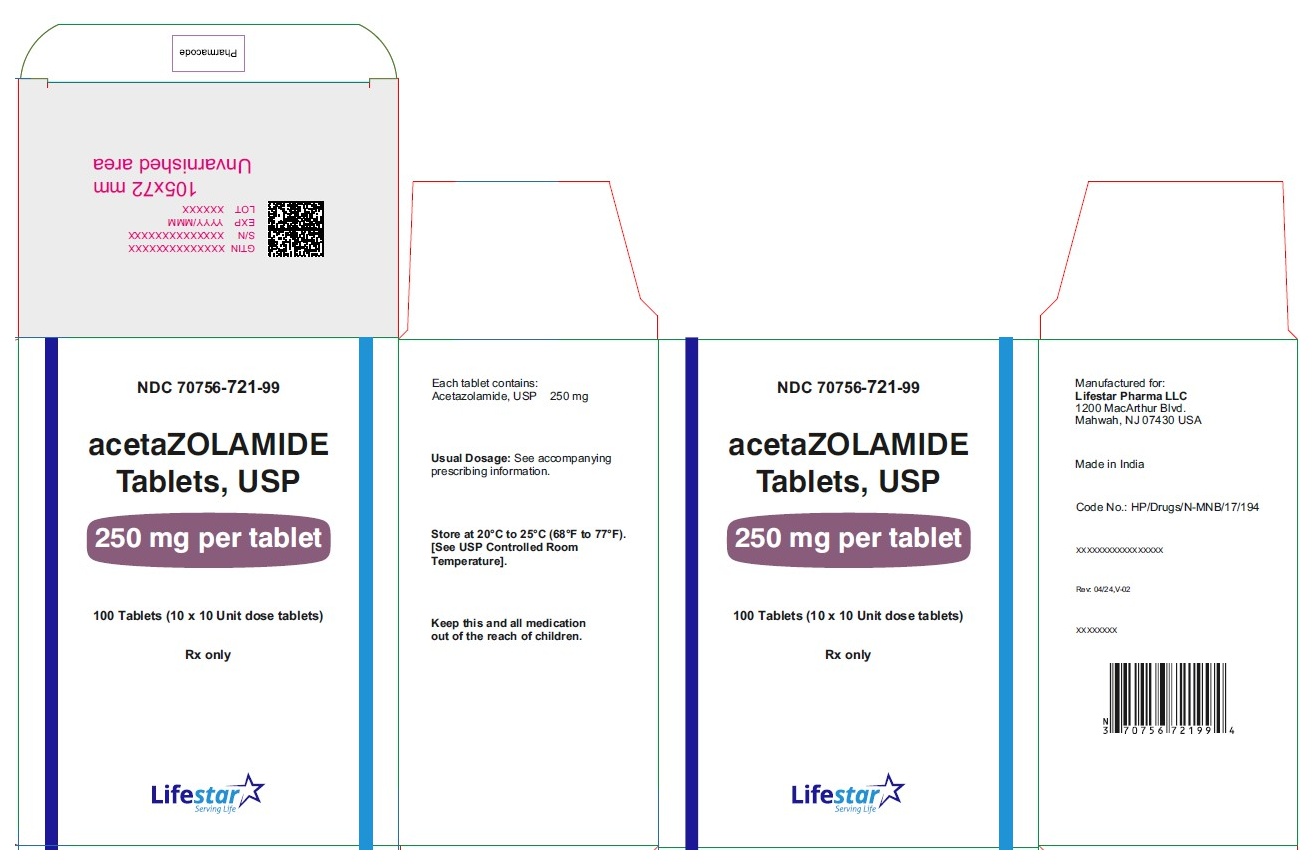 Pharmacode
Unvarnished area
105x72 mm
GTIN XXXXXXXXXXXXXX
S/N XXXXXXXXXXXXXX
EXP YYYY/MMM
LOT XXXXXX
NDC 70756-721-99
acetaZOLAMIDE
Tablets, USP
250 mg per tablet
100 Tablets (10 x 10 Unit dose tablets)
Rx only
Lifestar
Serving Life
Each tablet contains:
Acetazolamide, USP 250 mg
Usual Dosage: See accompanying
prescribing information.
Store at 20°C to 25°C (68°F to 77°F).
[See USP Controlled Room
Temperature].
Keep this and all medication
out of the reach of children.
NDC 70756-721-99
acetaZOLAMIDE
Tablets, USP
250 mg per tablet
100 Tablets (10 x 10 Unit dose tablets)
Rx only
Lifestar
Serving Life
Manufactured for:
Lifestar Pharma LLC
1200 MacArthur Blvd.
Mahwah, NJ 07430 USA
Made in India
Code No.: HP/Drugs/N-MNB/17/194
xxxxxxxxxxxxxxxxx
Rev: 04/24,V-02
xxxxxxxx
N
3 70756 72199 4